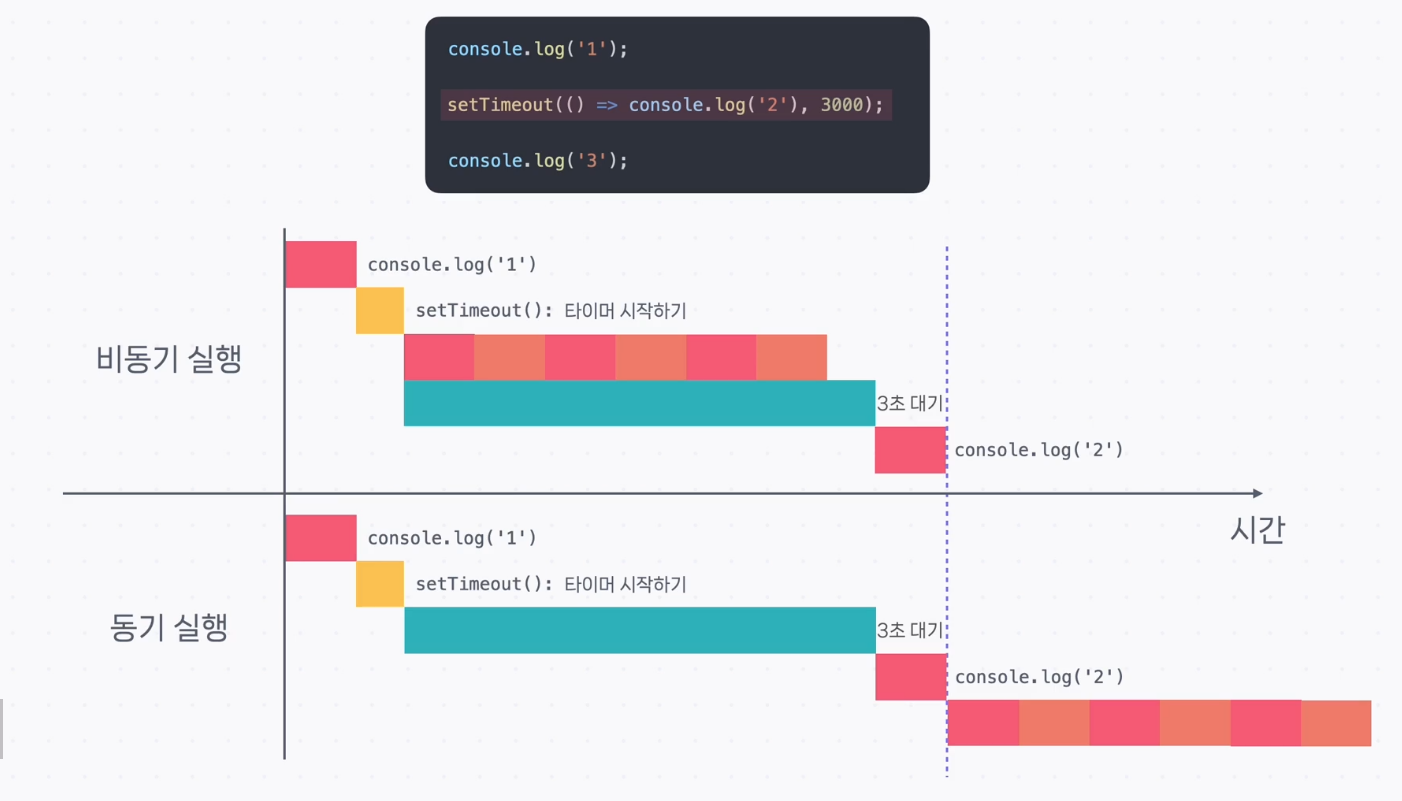 console.log('1');
setTimeout(() => console.log('2'), 3000);
console.log('3');
console.log('1')
setTimeout(): 타이머 시작하기
비동기 실행
3초 대기
console.log('2')
시간
console.log('1')
setTimeout(): 타이머 시작하기
동기 실행
3초 대기
console.log('2')